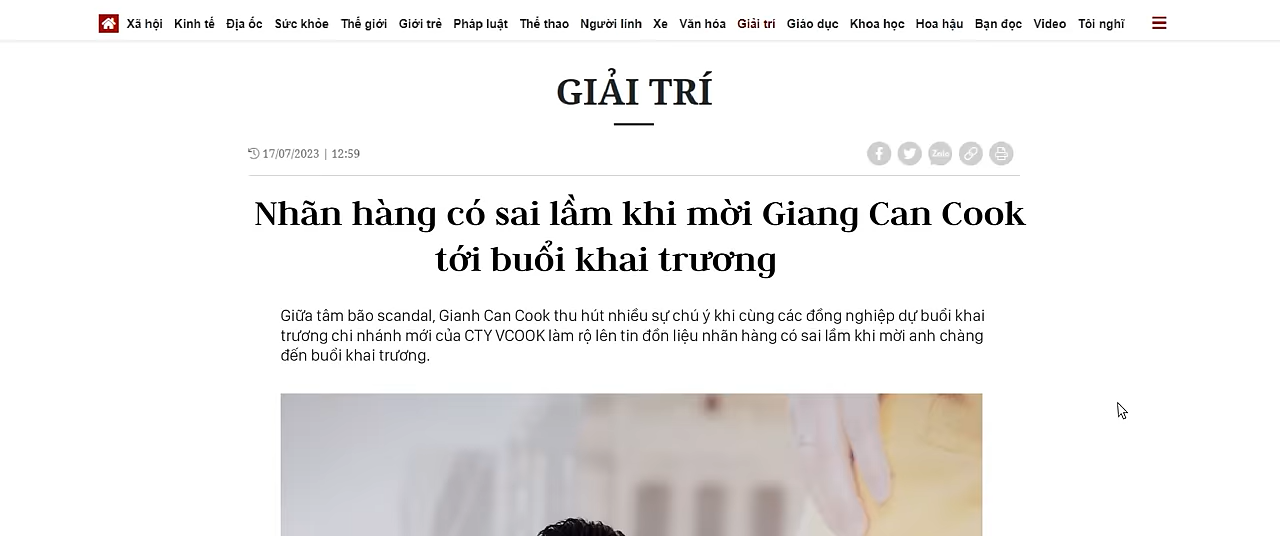 Xã hội Kinh tế Địa ốc Sức khỏe Thế giới Giới trẻ Pháp luật Thể thao Người lính Xe Văn hóa Giải trí Giáo dục Khoa học Hoa hậu Bạn đọc Video Tôi nghĩ
GIẢI TRÍ
17/07/2023 | 12:59
Zalo
Nhãn hàng có sai lầm khi mời Giang Can Cook
tới buổi khai trương
Giữa tâm bão scandal, Gianh Can Cook thu hút nhiều sự chú ý khi cùng các đồng nghiệp dự buổi khai
trương chi nhánh mới của CTY VCOOK làm rộ lên tin đồn liệu nhãn hàng có sai lầm khi mời anh chàng
đến buổi khai trương.